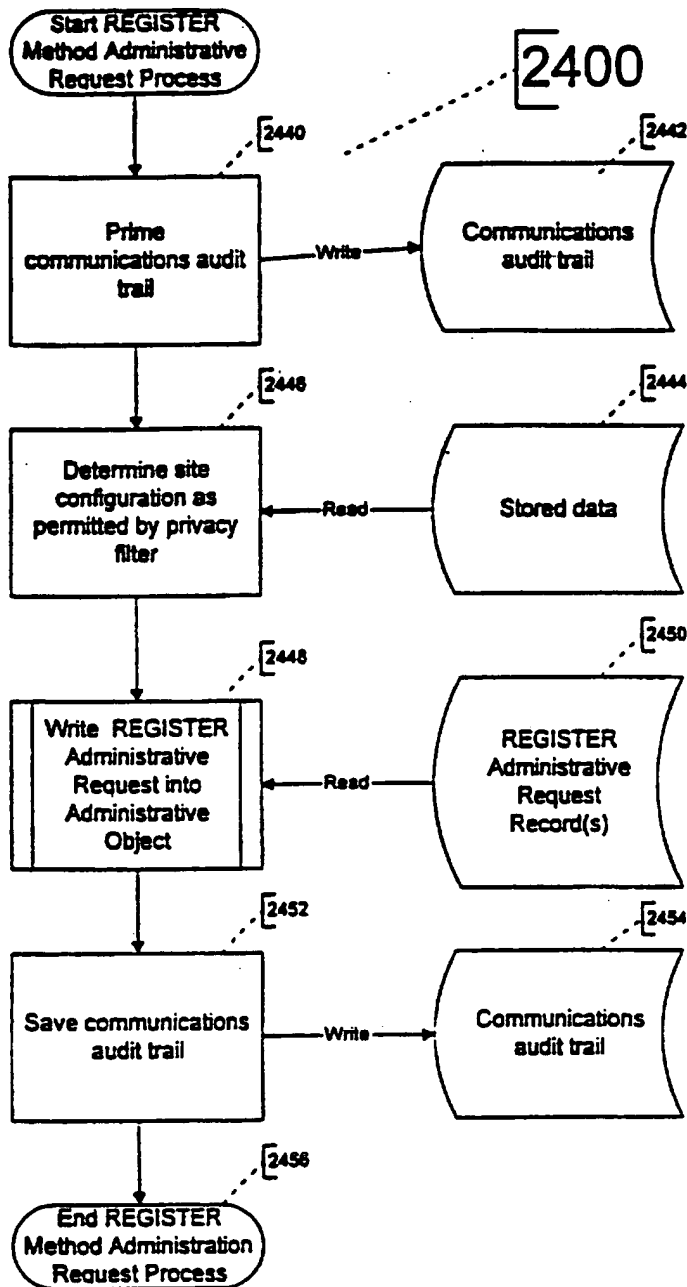 Start REGISTER
Method Administrative
Request Process
2400
2440
2442
Prime
communications audit
trail
Write
Communications
audit trail
2446
2444
Determine site
configuration as
permitted by privacy
filter
Read
Stored data
2448
2450
Write REGISTER
Administrative
Request into
Administrative
Object
Read
REGISTER
Administrative
Request
Record(s)
2452
2454
Save communications
audit trail
Write
Communications
audit trail
2456
End REGISTER
Method Administration
Request Process